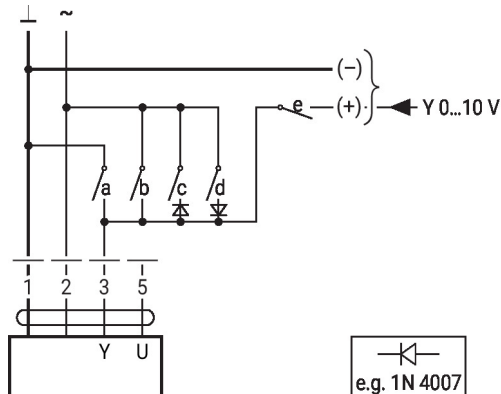 ⊥ ~
(–)
e (+) Y 0...10 V
a b c d
1 2 3 5
Y U
e.g. 1N 4007